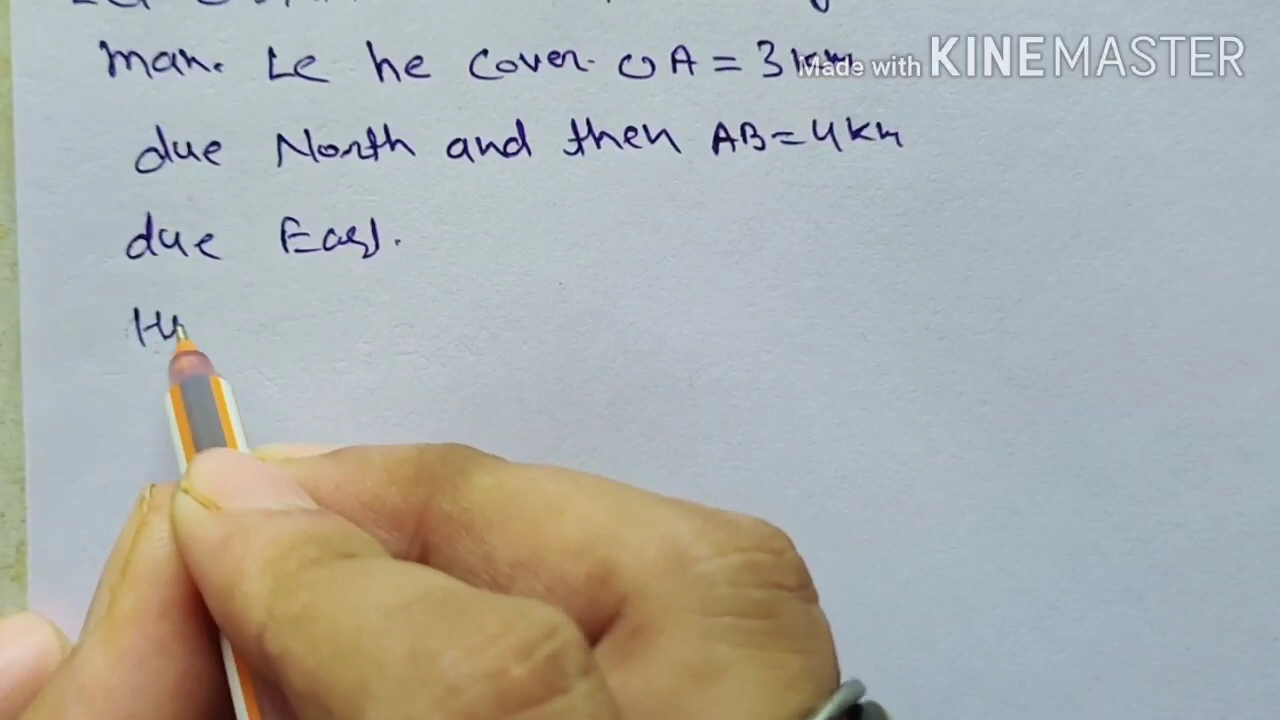 man. Le he cover. OA = 3 km
Made with KINEMASTER
due North and then AB = 4 km
due East.